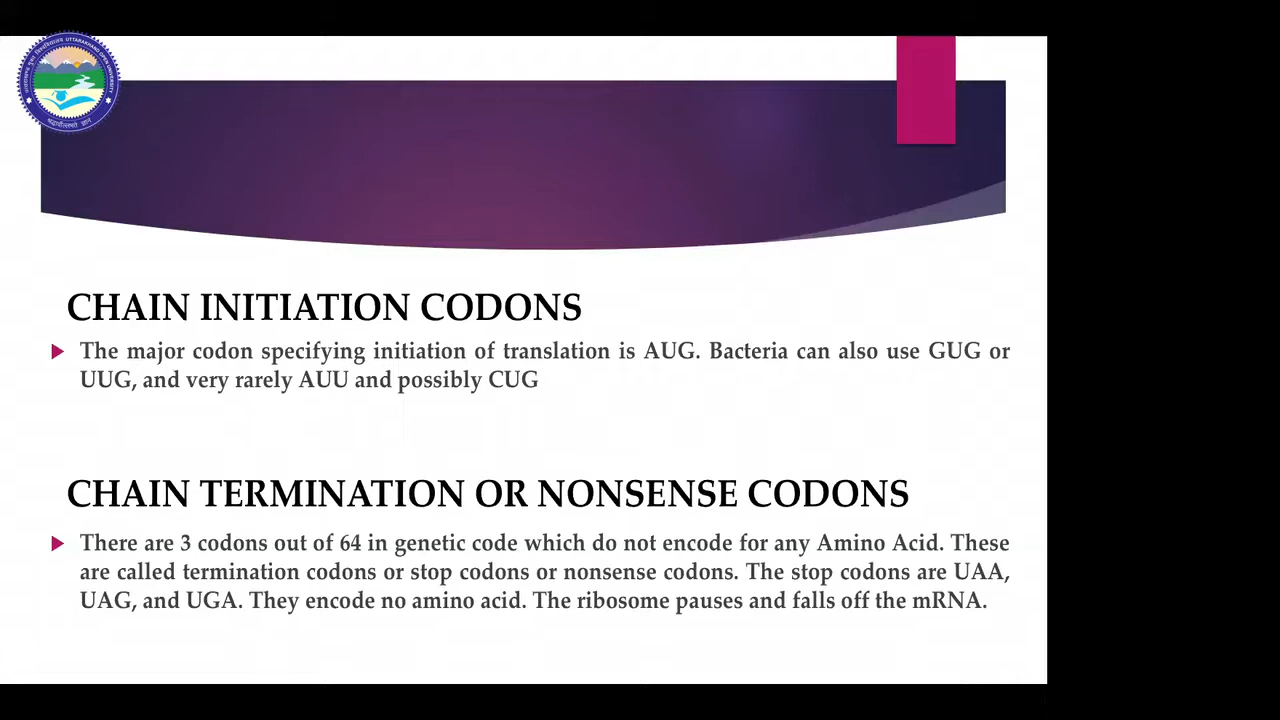 UTTARAKHAND OPEN UNIVERSITY
CHAIN INITIATION CODONS
The major codon specifying initiation of translation is AUG. Bacteria can also use GUG or
UUG, and very rarely AUU and possibly CUG
CHAIN TERMINATION OR NONSENSE CODONS
There are 3 codons out of 64 in genetic code which do not encode for any Amino Acid. These
are called termination codons or stop codons or nonsense codons. The stop codons are UAA,
UAG, and UGA. They encode no amino acid. The ribosome pauses and falls off the mRNA.